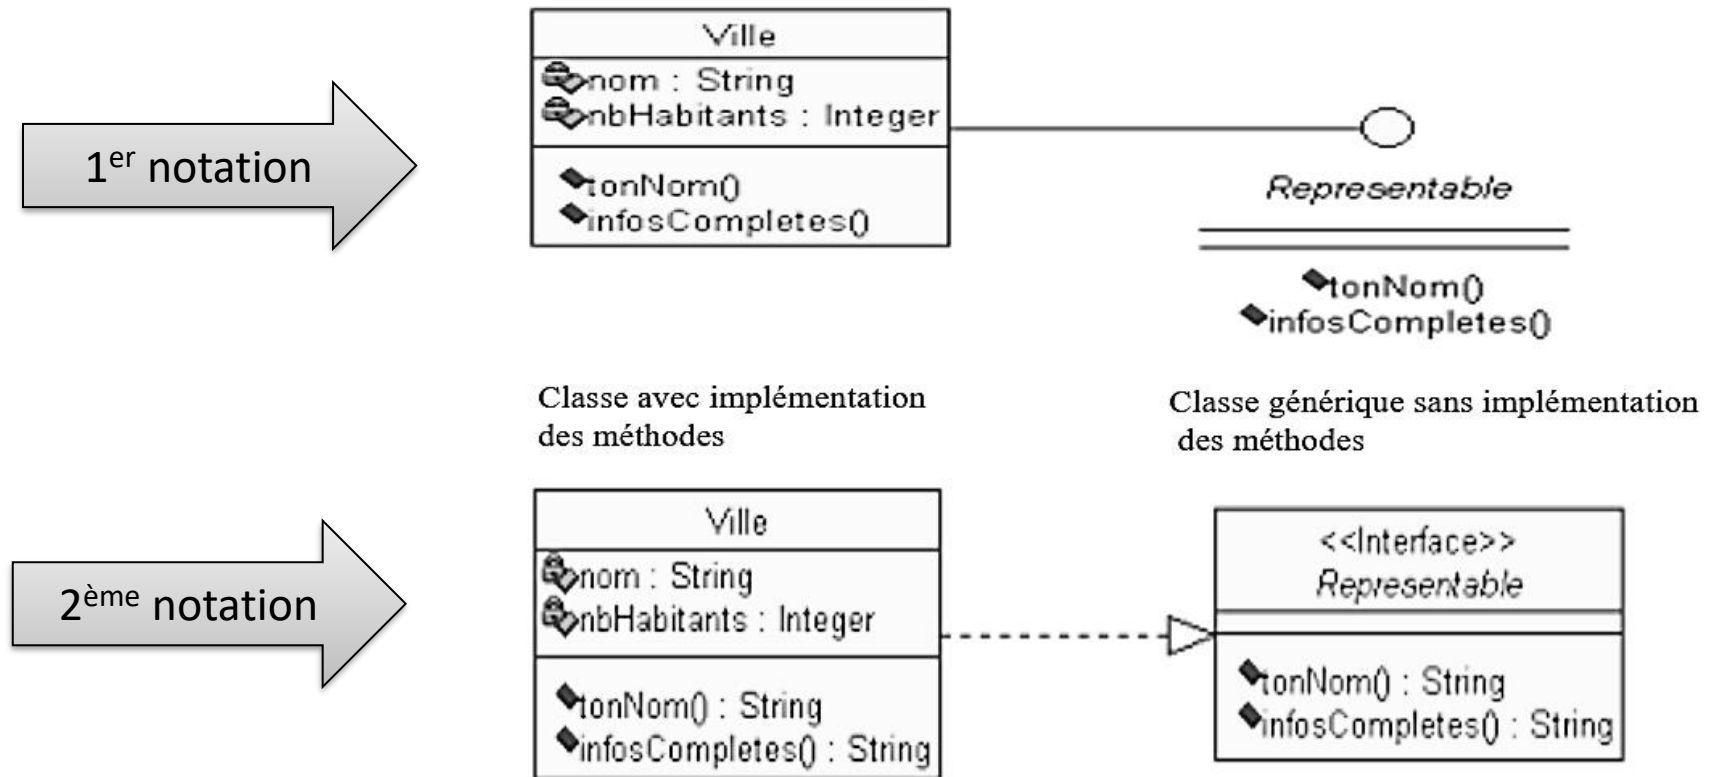 1er notation
Ville
nom : String
nbHabitants : Integer
tonNom()
infosCompletes()
Representable
tonNom()
infosCompletes()
Classe avec implémentation
des méthodes
Classe générique sans implémentation
des méthodes
2ème notation
Ville
nom : String
nbHabitants : Integer
tonNom() : String
infosCompletes() : String
<<Interface>>
Representable
tonNom() : String
infosCompletes() : String